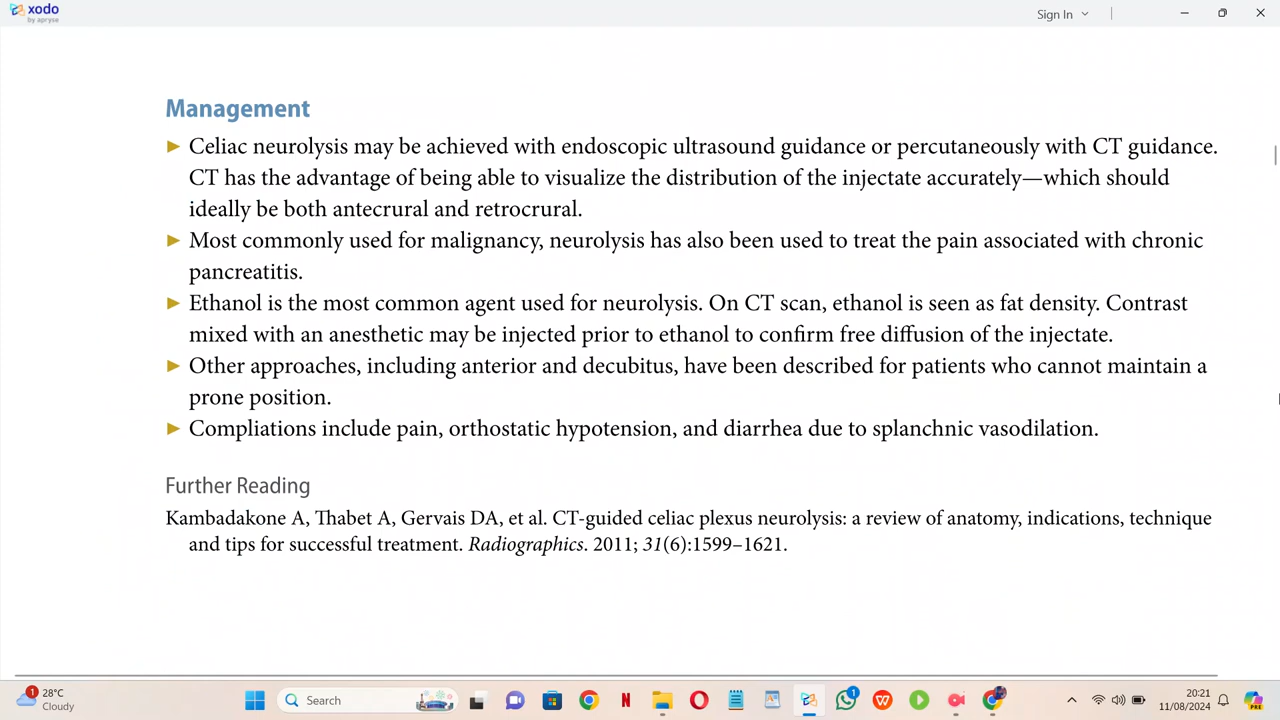 xodo
by apryse
Sign In
Management
► Celiac neurolysis may be achieved with endoscopic ultrasound guidance or percutaneously with CT guidance.
CT has the advantage of being able to visualize the distribution of the injectate accurately—which should
ideally be both antecrural and retrocrural.
► Most commonly used for malignancy, neurolysis has also been used to treat the pain associated with chronic
pancreatitis.
► Ethanol is the most common agent used for neurolysis. On CT scan, ethanol is seen as fat density. Contrast
mixed with an anesthetic may be injected prior to ethanol to confirm free diffusion of the injectate.
► Other approaches, including anterior and decubitus, have been described for patients who cannot maintain a
prone position.
► Compliations include pain, orthostatic hypotension, and diarrhea due to splanchnic vasodilation.
Further Reading
Kambadakone A, Thabet A, Gervais DA, et al. CT-guided celiac plexus neurolysis: a review of anatomy, indications, technique
and tips for successful treatment. Radiographics. 2011; 31(6):1599–1621.
1
28°C
Cloudy
Search
1
20:21
11/08/2024